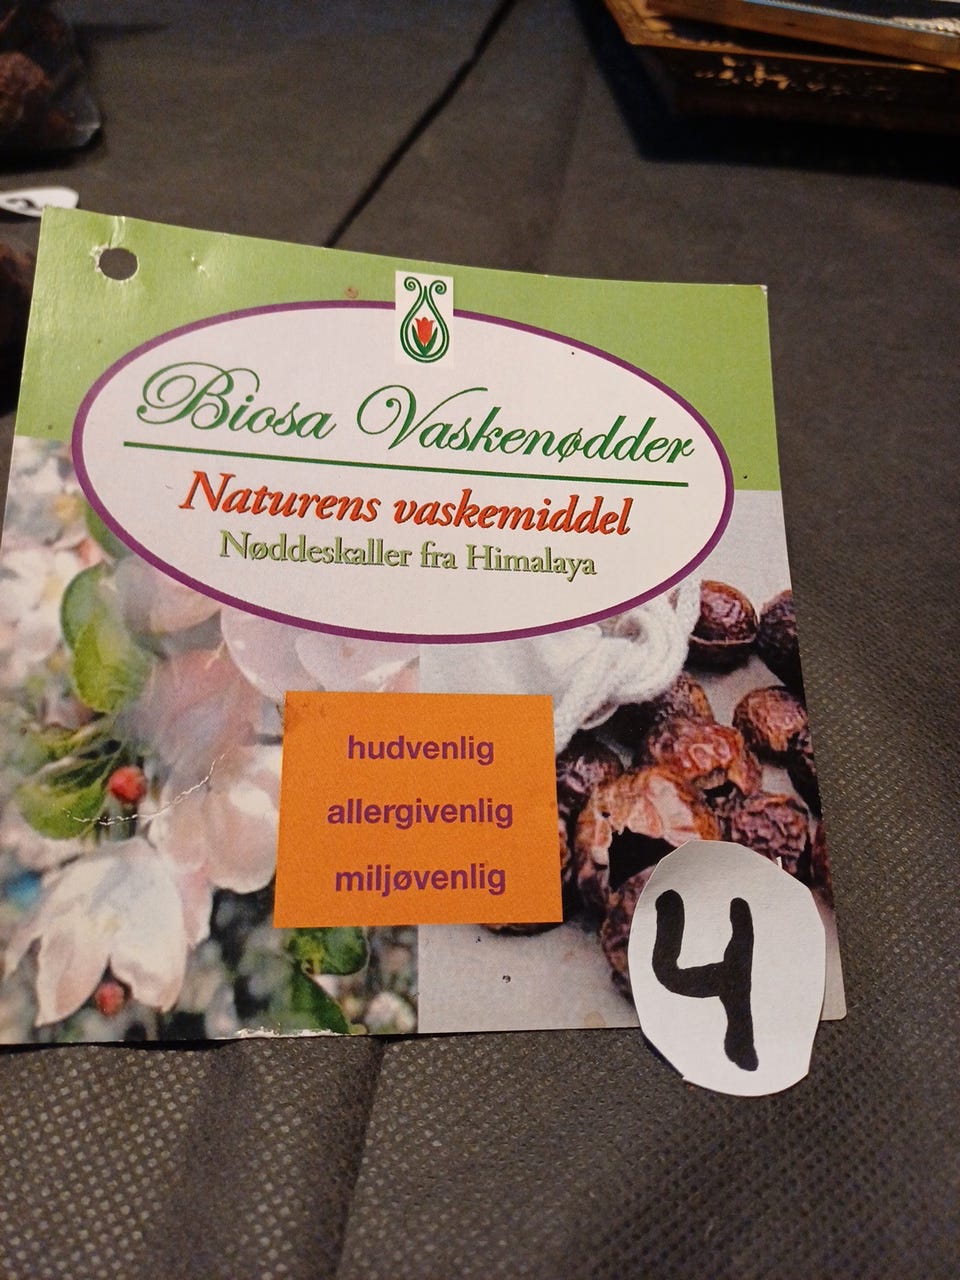 Biosa Vaskenødder
Naturens vaskemiddel
Nøddeskaller fra Himalaya
hudvenlig
allergivenlig
miljøvenlig
4